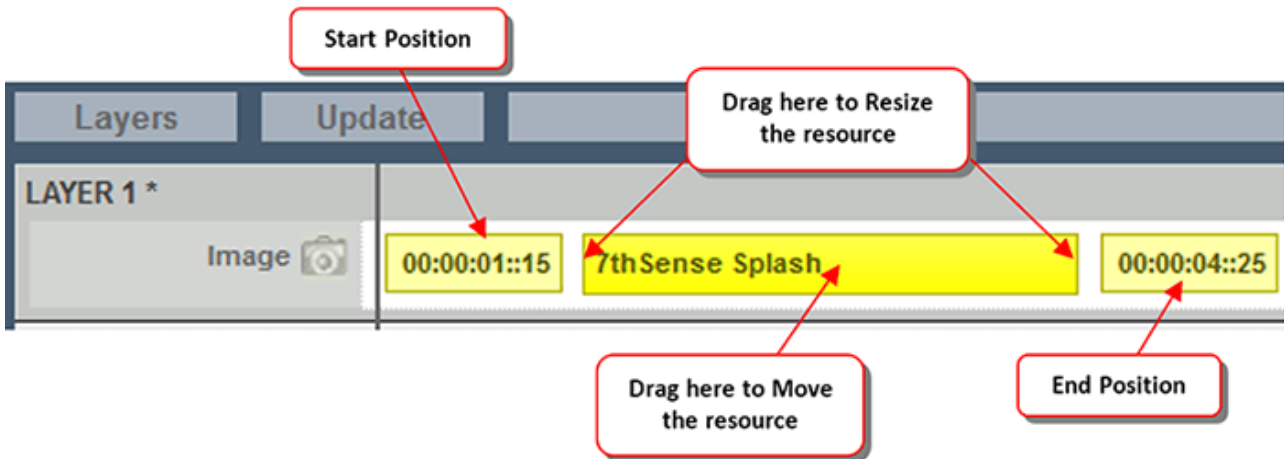 Start Position
Layers
Update
Drag here to Resize
the resource
LAYER 1 *
Image
00:00:01::15
7thSense Splash
00:00:04::25
Drag here to Move
the resource
End Position